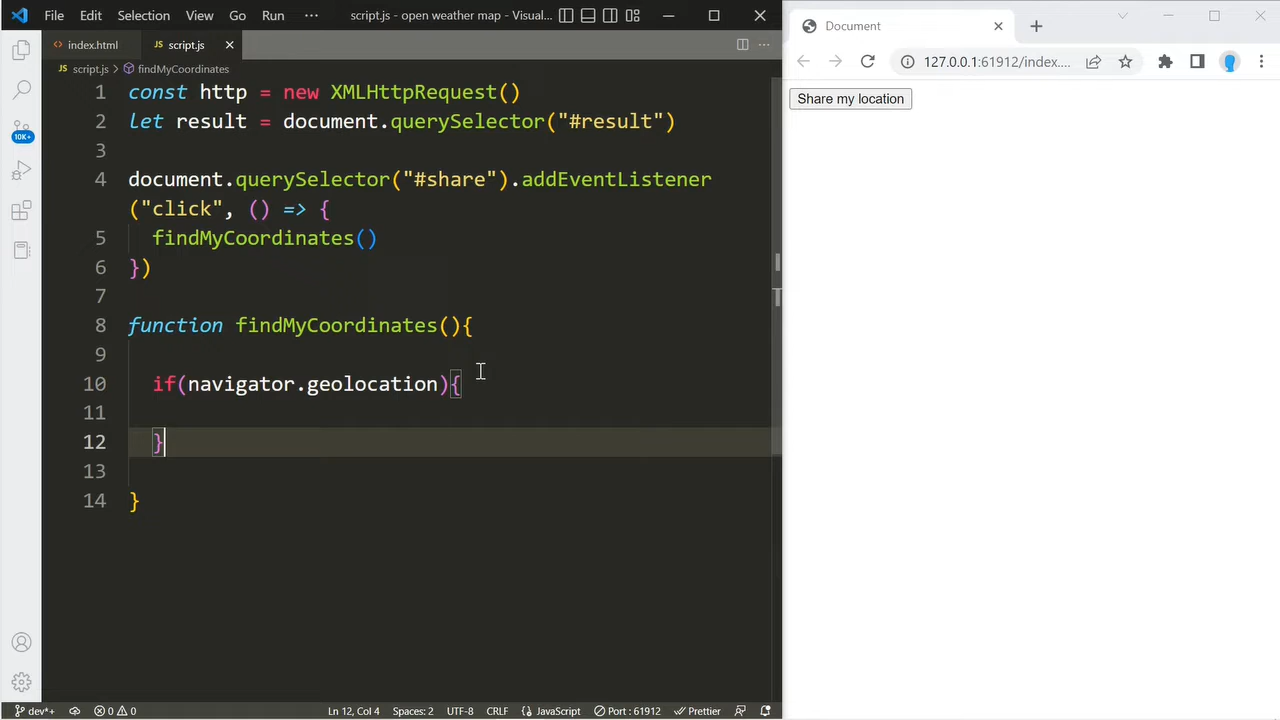 File Edit Selection View Go Run ··· script.js - open weather map - Visual...
index.html script.js
script.js > findMyCoordinates
1 const http = new XMLHttpRequest()
2 let result = document.querySelector("#result")
3
4 document.querySelector("#share").addEventListener
("click", () => {
5 findMyCoordinates()
6 })
7
8 function findMyCoordinates(){
9
10 if(navigator.geolocation){
11
12 }
13
14 }
10K+
dev*+ 0 0 Ln 12, Col 4 Spaces: 2 UTF-8 CRLF JavaScript Port : 61912 Prettier
Document
127.0.0.1:61912/index....
Share my location